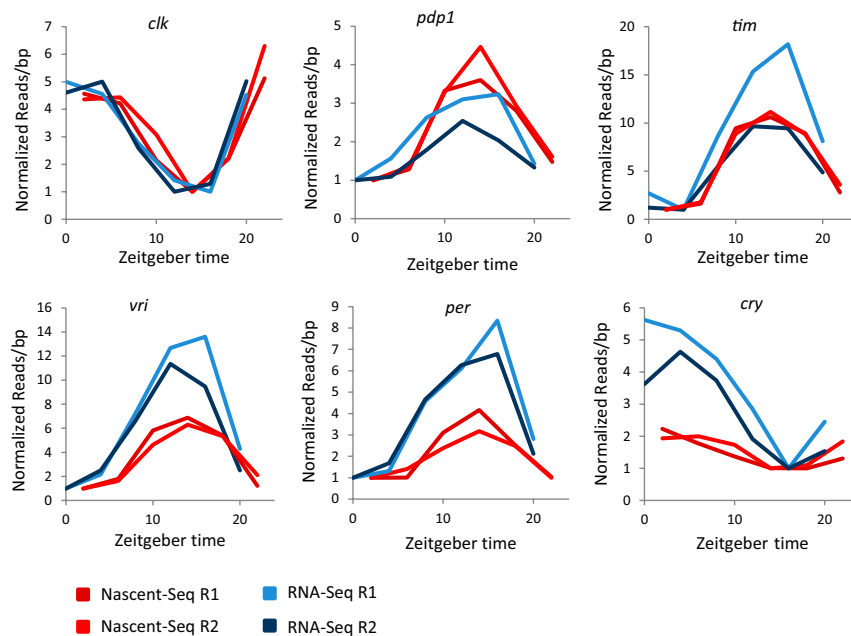 clk
Normalized Reads/bp
7
6
5
4
3
2
1
0
0 10 20
Zeitgeber time
pdp1
Normalized Reads/bp
5
4
3
2
1
0
0 10 20
Zeitgeber time
tim
Normalized Reads/bp
20
15
10
5
0
0 10 20
Zeitgeber time
vri
Normalized Reads/bp
16
14
12
10
8
6
4
2
0
0 10 20
Zeitgeber time
per
Normalized Reads/bp
9
8
7
6
5
4
3
2
1
0
0 10 20
Zeitgeber time
cry
Normalized Reads/bp
6
5
4
3
2
1
0
0 10 20
Zeitgeber time
Nascent-Seq R1
RNA-Seq R1
Nascent-Seq R2
RNA-Seq R2